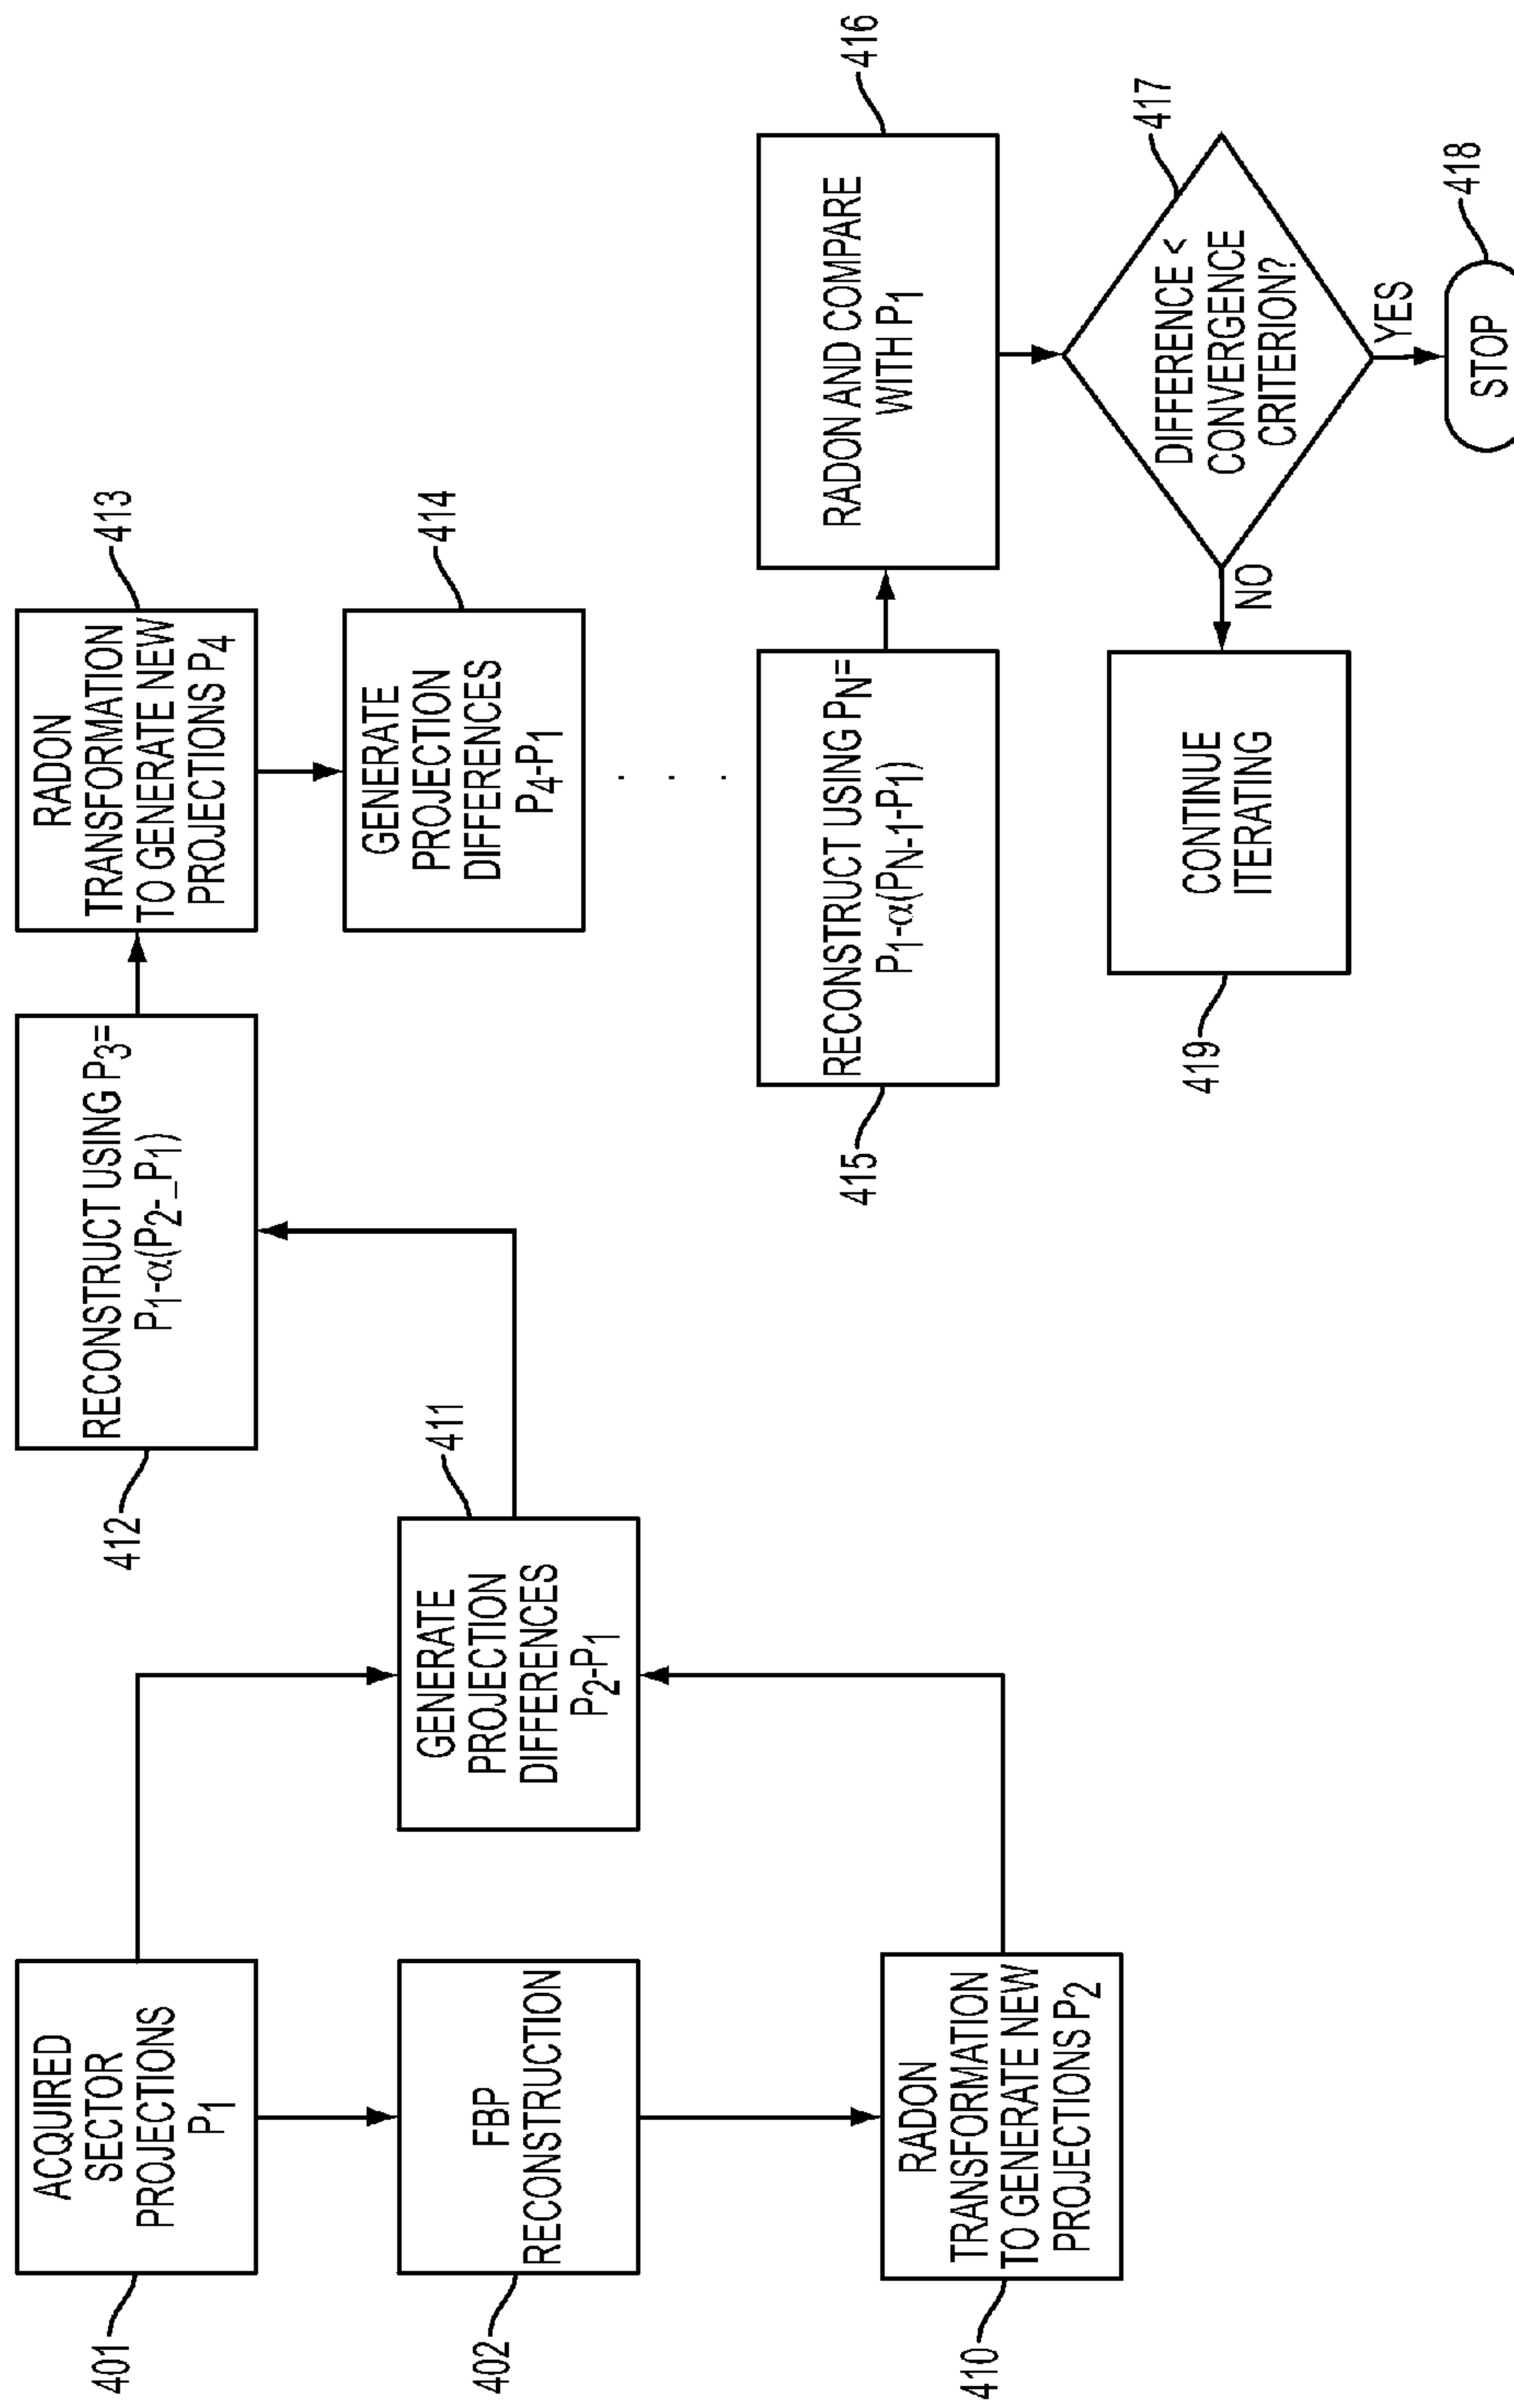 401
ACQUIRED
SECTOR
PROJECTIONS
P1
402
FBP
RECONSTRUCTION
410
RADON
TRANSFORMATION
TO GENERATE NEW
PROJECTIONS P2
411
GENERATE
PROJECTION
DIFFERENCES
P2-P1
412
RECONSTRUCT USING P3=
P1-α(P2-_P1)
413
RADON
TRANSFORMATION
TO GENERATE NEW
PROJECTIONS P4
414
GENERATE
PROJECTION
DIFFERENCES
P4-P1
. . .
415
RECONSTRUCT USING PN=
P1-α(PN-1-P1)
416
RADON AND COMPARE
WITH P1
417
DIFFERENCE <
CONVERGENCE
CRITERION?
NO
YES
418
STOP
419
CONTINUE
ITERATING